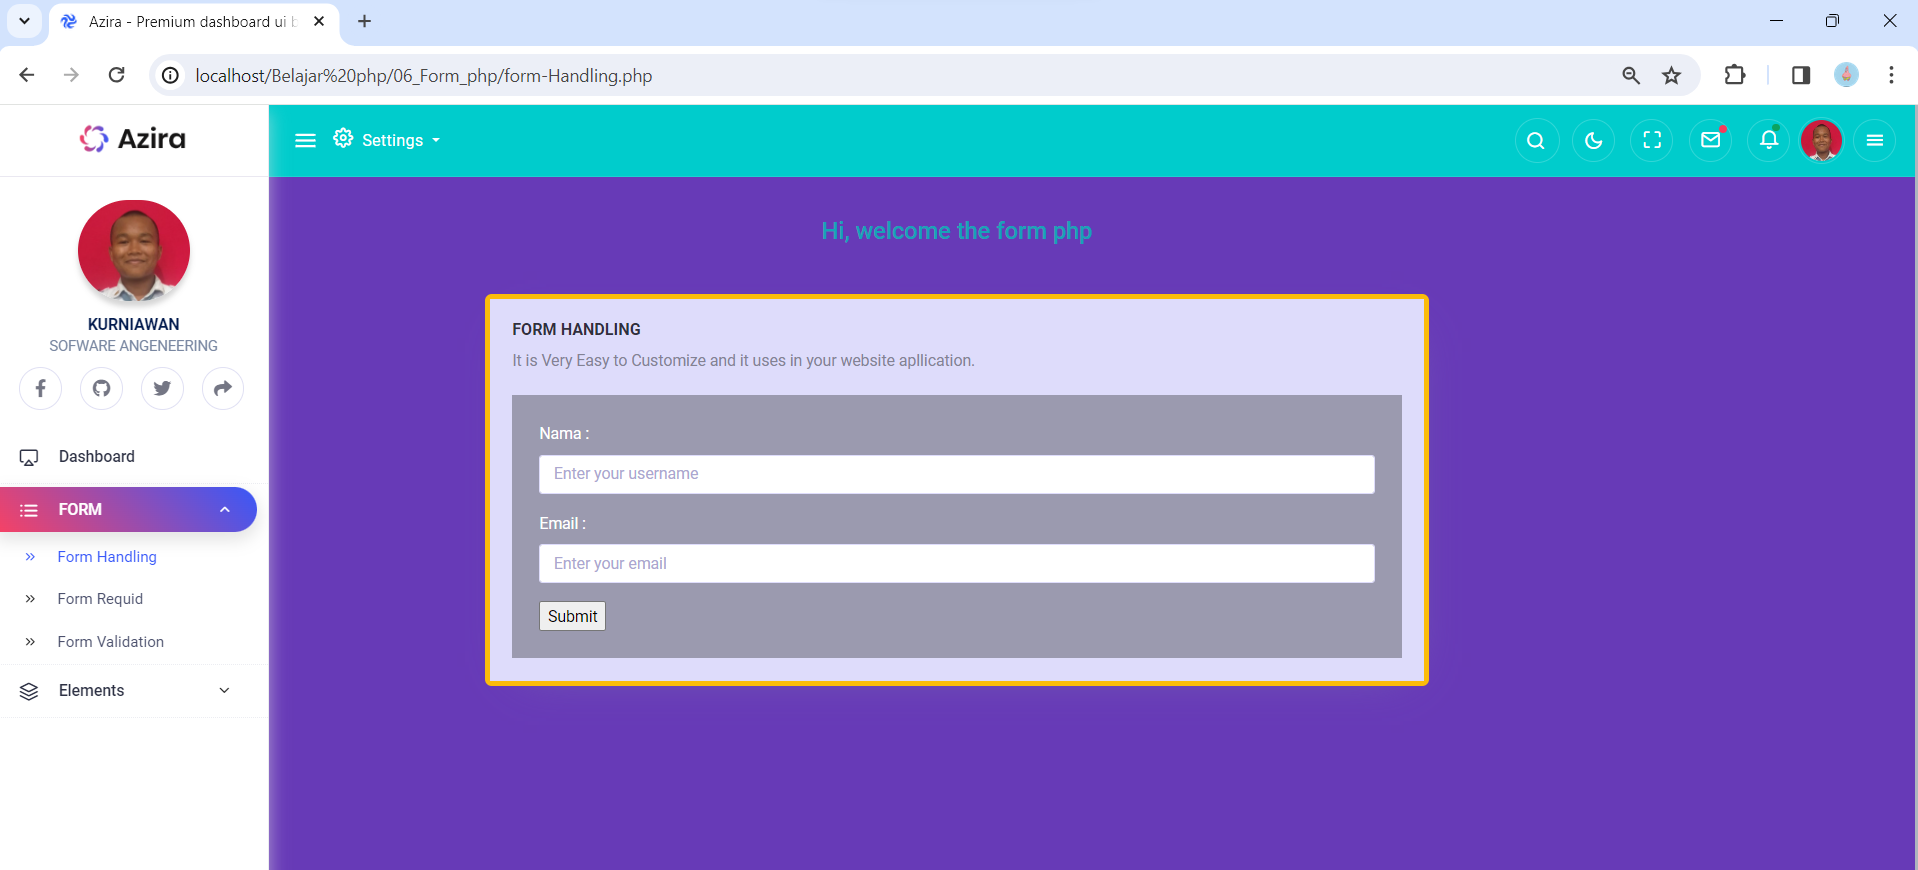 Azira - Premium dashboard ui b
localhost/Belajar%20php/06_Form_php/form-Handling.php
Azira
Settings
KURNIAWAN
SOFWARE ANGENEERING
Dashboard
FORM
Form Handling
Form Requid
Form Validation
Elements
Hi, welcome the form php
FORM HANDLING
It is Very Easy to Customize and it uses in your website apllication.
Nama :
Enter your username
Email :
Enter your email
Submit